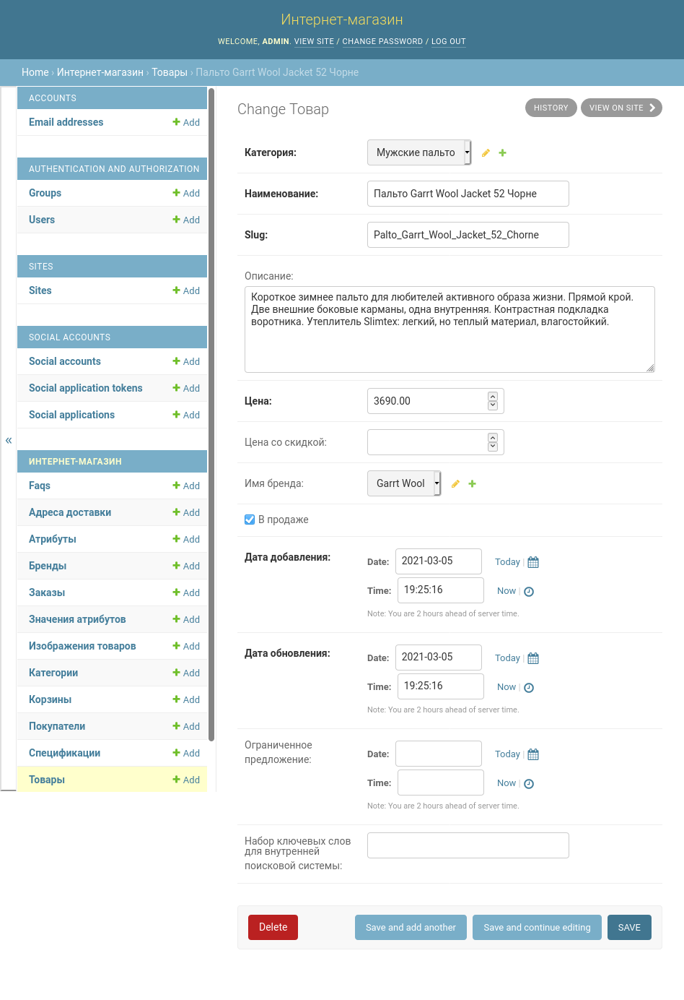 Интернет-магазин
WELCOME, ADMIN. VIEW SITE / CHANGE PASSWORD / LOG OUT
Home › Интернет-магазин › Товары › Пальто Garrt Wool Jacket 52 Чорне
«
ACCOUNTS
Email addresses Add
AUTHENTICATION AND AUTHORIZATION
Groups Add
Users Add
SITES
Sites Add
SOCIAL ACCOUNTS
Social accounts Add
Social application tokens Add
Social applications Add
ИНТЕРНЕТ-МАГАЗИН
Faqs Add
Адреса доставки Add
Атрибуты Add
Бренды Add
Заказы Add
Значения атрибутов Add
Изображения товаров Add
Категории Add
Корзины Add
Покупатели Add
Спецификации Add
Товары Add
Change Товар
HISTORY
VIEW ON SITE
Категория: Мужские пальто
Наименование: Пальто Garrt Wool Jacket 52 Чорне
Slug: Palto_Garrt_Wool_Jacket_52_Chorne
Описание:
Короткое зимнее пальто для любителей активного образа жизни. Прямой крой.
Две внешние боковые карманы, одна внутренняя. Контрастная подкладка
воротника. Утеплитель Slimtex: легкий, но теплый материал, влагостойкий.
Цена: 3690.00
Цена со скидкой:
Имя бренда: Garrt Wool
В продаже
Дата добавления:
Date: 2021-03-05 Today |
Time: 19:25:16 Now |
Note: You are 2 hours ahead of server time.
Дата обновления:
Date: 2021-03-05 Today |
Time: 19:25:16 Now |
Note: You are 2 hours ahead of server time.
Ограниченное
предложение:
Date: Today |
Time: Now |
Note: You are 2 hours ahead of server time.
Набор ключевых слов
для внутренней
поисковой системы:
Delete
Save and add another
Save and continue editing
SAVE